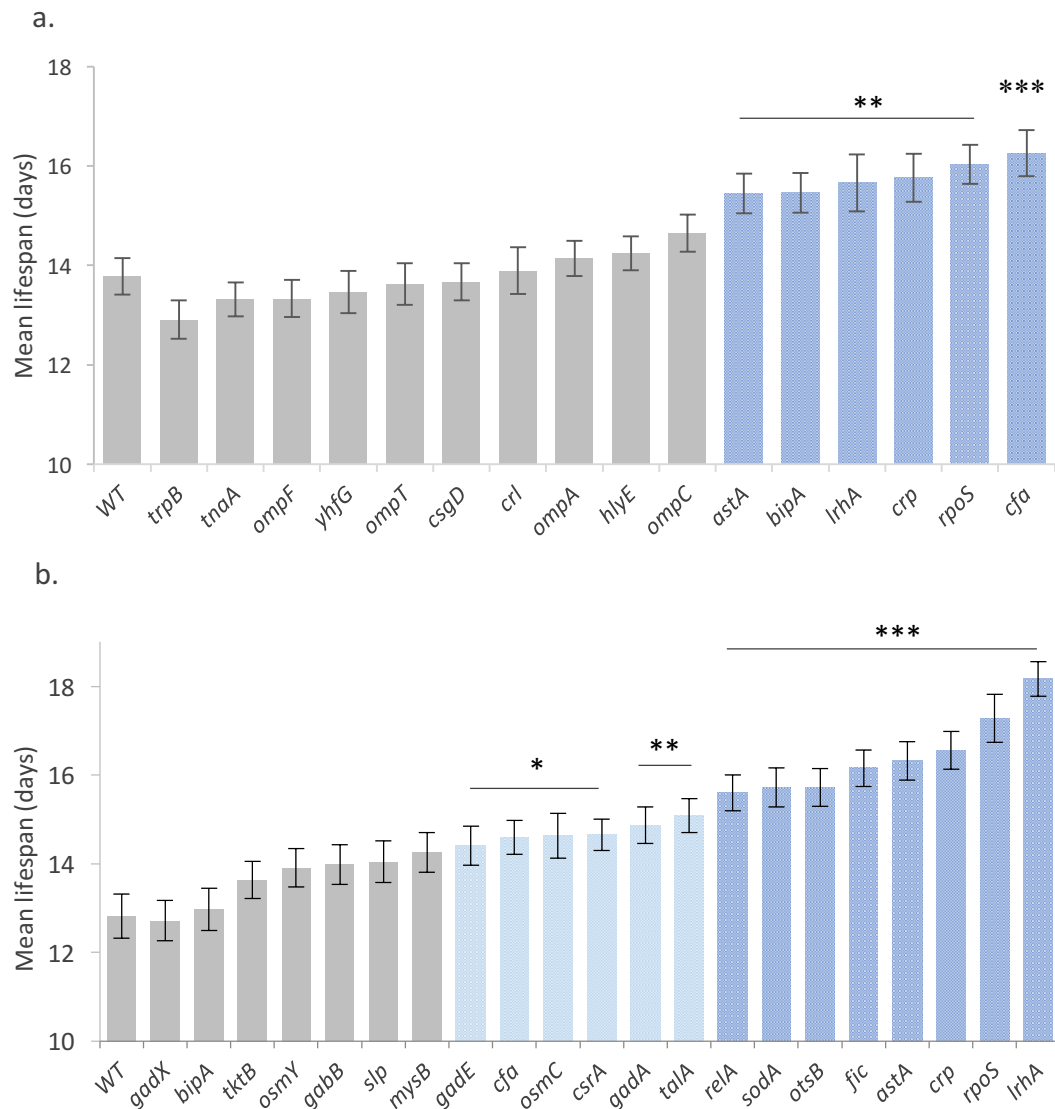 a.
Mean lifespan (days)
18
16
14
12
10
** ***
WT trpB tnaA ompF yhfG ompT csgD crl ompA hlyE ompC astA bipA lrhA crp rpoS cfa
b.
Mean lifespan (days)
18
16
14
12
10
* ** ***
WT gadX bipA tktB osmY gabB slp mysB gadE cfa osmC csrA gadA talA relA sodA otsB fic astA crp rpoS lrhA